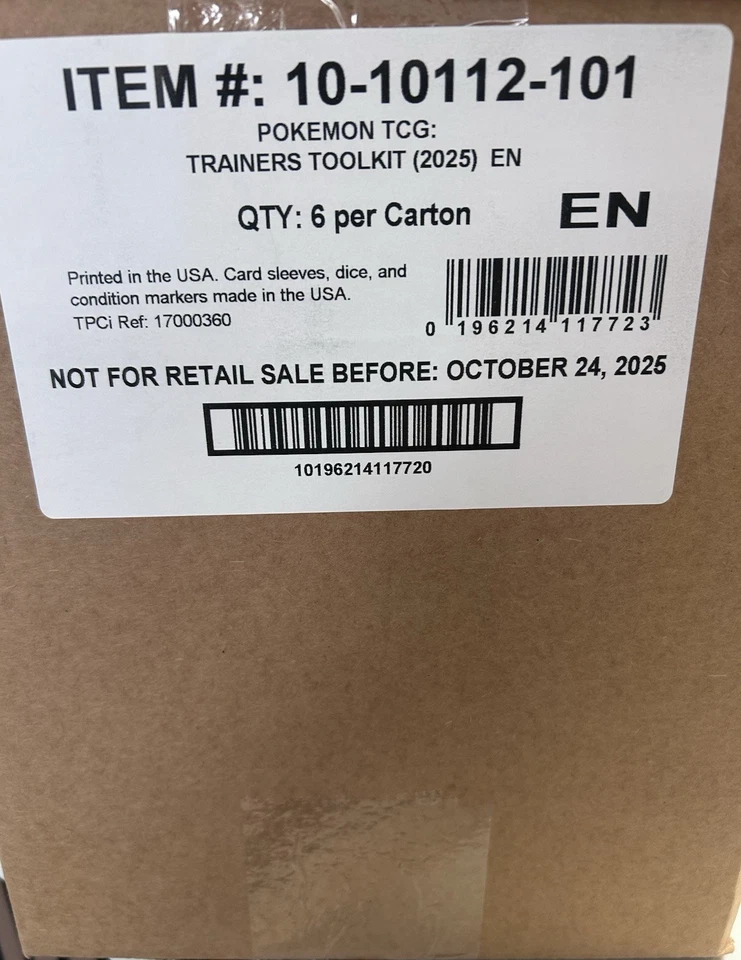 ITEM #: 10-10112-101
POKEMON TCG:
TRAINERS TOOLKIT (2025) EN
QTY: 6 per Carton
EN
Printed in the USA. Card sleeves, dice, and
condition markers made in the USA.
TPCi Ref: 17000360
0 196214 117723
NOT FOR RETAIL SALE BEFORE: OCTOBER 24, 2025
10196214117720